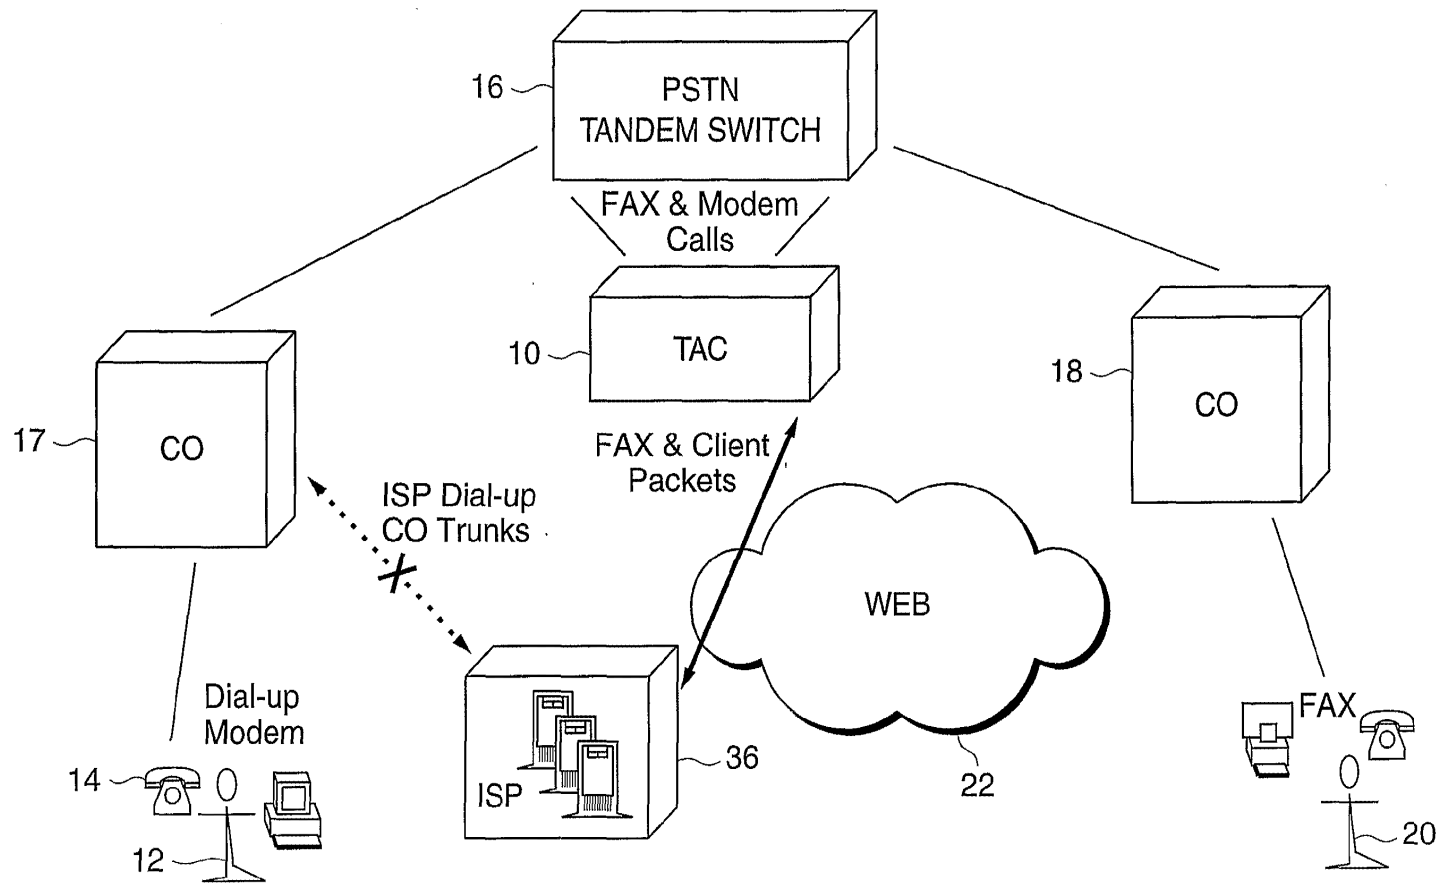 16
PSTN
TANDEM SWITCH
FAX & Modem
Calls
10
TAC
18
CO
17
CO
FAX & Client
Packets
ISP Dial-up
CO Trunks
WEB
Dial-up
Modem
FAX
14
36
22
ISP
12
20